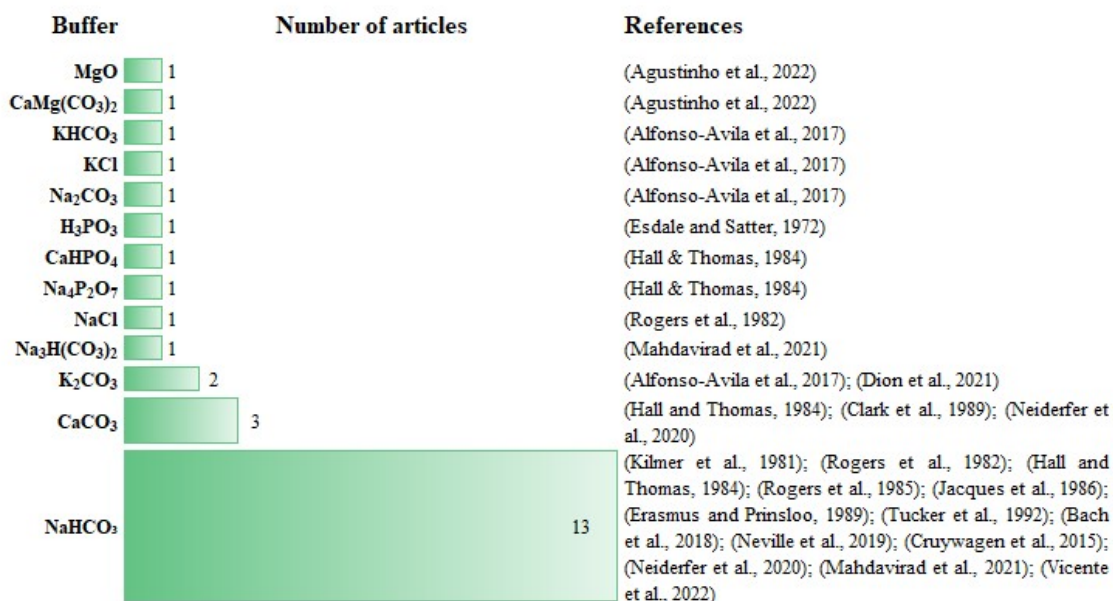 Buffer Number of articles References
MgO 1 (Agustinho et al., 2022)
CaMg(CO₃)₂ 1 (Agustinho et al., 2022)
KHCO₃ 1 (Alfonso-Avila et al., 2017)
KCl 1 (Alfonso-Avila et al., 2017)
Na₂CO₃ 1 (Alfonso-Avila et al., 2017)
H₃PO₃ 1 (Esdale and Satter, 1972)
CaHPO₄ 1 (Hall & Thomas, 1984)
Na₄P₂O₇ 1 (Hall & Thomas, 1984)
NaCl 1 (Rogers et al., 1982)
Na₃H(CO₃)₂ 1 (Mahdavirad et al., 2021)
K₂CO₃ 2 (Alfonso-Avila et al., 2017); (Dion et al., 2021)
CaCO₃ 3 (Hall and Thomas, 1984); (Clark et al., 1989); (Neiderfer et
al., 2020)
NaHCO₃ 13 (Kilmer et al., 1981); (Rogers et al., 1982); (Hall and
Thomas, 1984); (Rogers et al., 1985); (Jacques et al., 1986);
(Erasmus and Prinsloo, 1989); (Tucker et al., 1992); (Bach
et al., 2018); (Neville et al., 2019); (Cruywagen et al., 2015);
(Neiderfer et al., 2020); (Mahdavirad et al., 2021); (Vicente
et al., 2022)